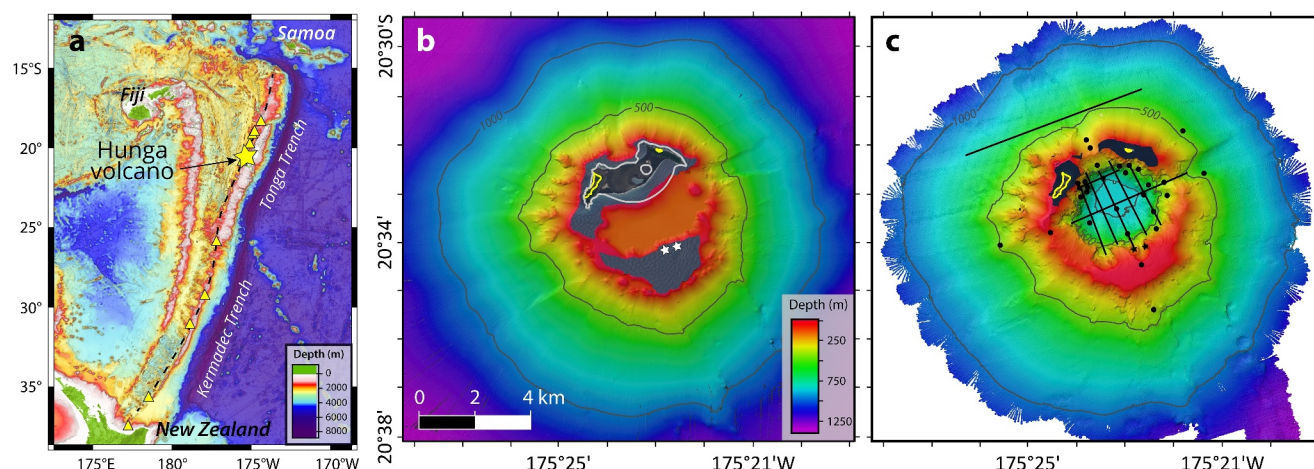 a
Samoa
15°S
Fiji
20°
Hunga
volcano
Tonga Trench
25°
30°
Kermadec Trench
35°
New Zealand
Depth (m)
0
2000
4000
6000
8000
175°E
180°
175°W
170°W
b
20°30'S
20°34'
20°38'
1000
500
Depth (m)
250
500
750
1000
1250
0 2 4 km
175°25'
175°21'W
c
1000
500
175°25'
175°21'W